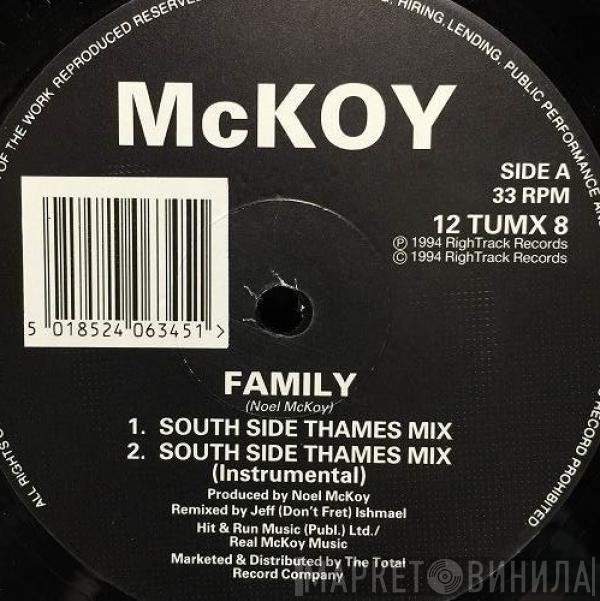 OF THE WORK REPRODUCED RESERVED
HIRING, LENDING, PUBLIC PERFORMANCE AND
McKOY
SIDE A
33 RPM
12 TUMX 8
Ⓟ 1994 RighTrack Records
© 1994 RighTrack Records
5 018524 063451 >
FAMILY
(Noel McKoy)
1. SOUTH SIDE THAMES MIX
2. SOUTH SIDE THAMES MIX
(Instrumental)
Produced by Noel McKoy
Remixed by Jeff (Don't Fret) Ishmael
Hit & Run Music (Publ.) Ltd./
Real McKoy Music
Marketed & Distributed by The Total
Record Company
ALL RIGHTS
RECORD PROHIBITED
МАРКЕТ ВИНИЛА